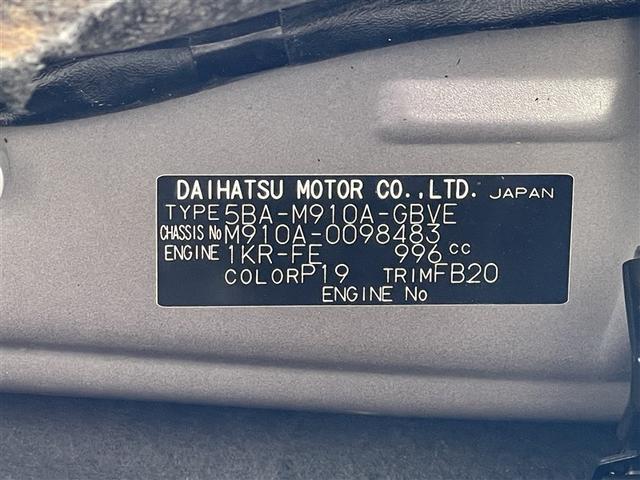 DAIHATSU MOTOR CO.,LTD. JAPAN
TYPE 5BA-M910A-GBVE
CHASSIS No M910A-0098483
ENGINE 1KR-FE 996 cc
COLOR P19 TRIM FB20
ENGINE No